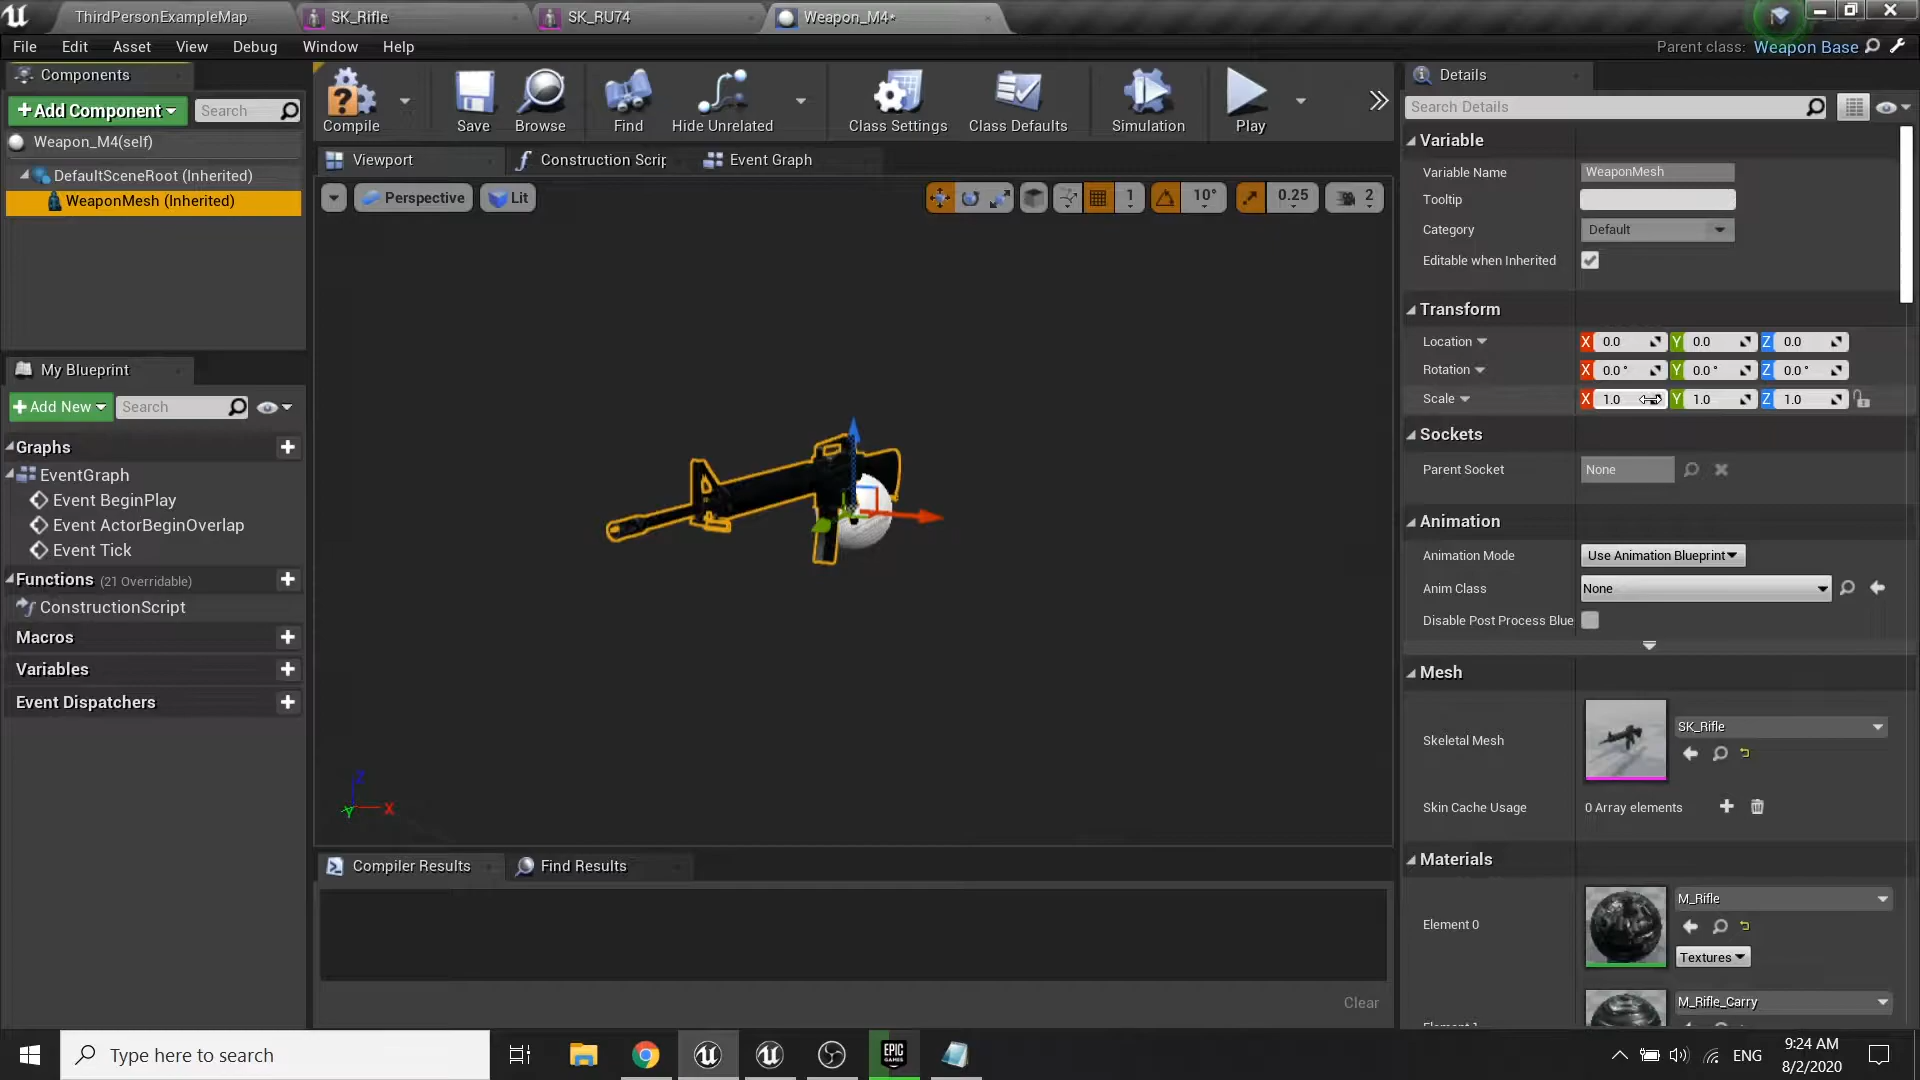 ThirdPersonExampleMap
SK_Rifle
SK_RU74
Weapon_M4*
File Edit Asset View Debug Window Help
Parent class: Weapon Base
Components
Add Component
Search
Weapon_M4(self)
DefaultSceneRoot (Inherited)
WeaponMesh (Inherited)
Compile
Save
Browse
Find
Hide Unrelated
Class Settings
Class Defaults
Simulation
Play
Viewport
Construction Scrip
Event Graph
Perspective
Lit
1
10°
0.25
2
My Blueprint
Add New
Search
Graphs
EventGraph
Event BeginPlay
Event ActorBeginOverlap
Event Tick
Functions (21 Overridable)
ConstructionScript
Macros
Variables
Event Dispatchers
Z
X
Y
Compiler Results
Find Results
Clear
Details
Search Details
Variable
Variable Name WeaponMesh
Tooltip
Category Default
Editable when Inherited
Transform
Location X 0.0 Y 0.0 Z 0.0
Rotation X 0.0 ° Y 0.0 ° Z 0.0 °
Scale X 1.0 Y 1.0 Z 1.0
Sockets
Parent Socket None
Animation
Animation Mode Use Animation Blueprint
Anim Class None
Disable Post Process Blue
Mesh
Skeletal Mesh SK_Rifle
Skin Cache Usage 0 Array elements
Materials
Element 0 M_Rifle
Textures
M_Rifle_Carry
Type here to search
EPIC GAMES
ENG
9:24 AM
8/2/2020